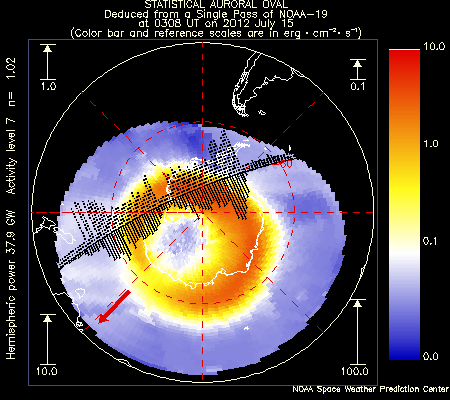 STATISTICAL AURORAL OVAL
Deduced from a Single Pass of NOAA-19
at 0308 UT on 2012 July 15
(Color bar and reference scales are in erg · cm⁻² · s⁻¹)
Hemispheric power 37.9 GW Activity level 7 n= 1.02
1.0
0.1
10.0
100.0
10.0
1.0
0.1
0.0
NOAA Space Weather Prediction Center